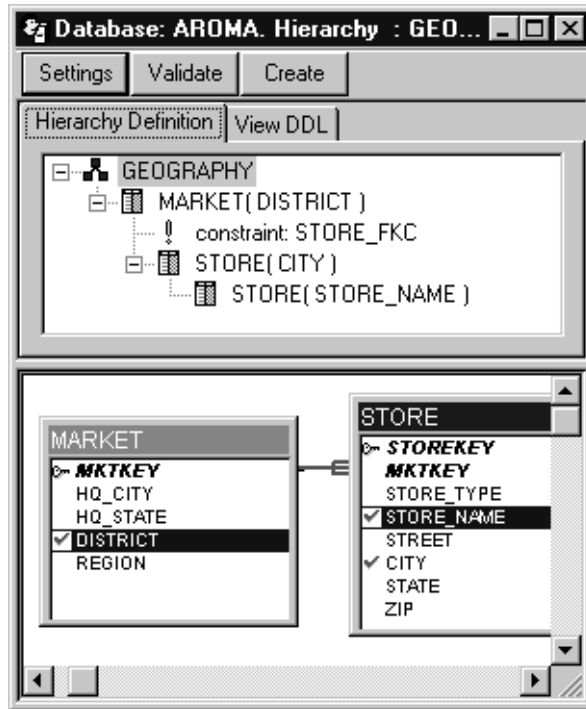 Database: AROMA. Hierarchy : GEO...
Settings Validate Create
Hierarchy Definition View DDL
GEOGRAPHY
MARKET( DISTRICT )
constraint: STORE_FKC
STORE( CITY )
STORE( STORE_NAME )
MARKET
MKTKEY
HQ_CITY
HQ_STATE
DISTRICT
REGION
STORE
STOREKEY
MKTKEY
STORE_TYPE
STORE_NAME
STREET
CITY
STATE
ZIP